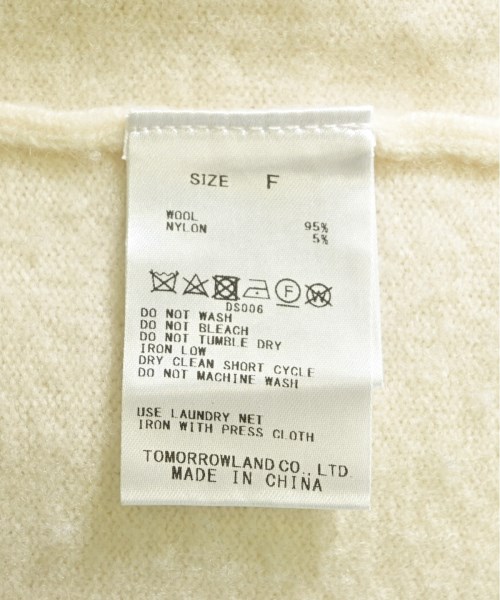 SIZE F
WOOL 95%
NYLON 5%
F W
DS006
DO NOT WASH
DO NOT BLEACH
DO NOT TUMBLE DRY
IRON LOW
DRY CLEAN SHORT CYCLE
DO NOT MACHINE WASH
USE LAUNDRY NET
IRON WITH PRESS CLOTH
TOMORROWLAND CO., LTD.
MADE IN CHINA